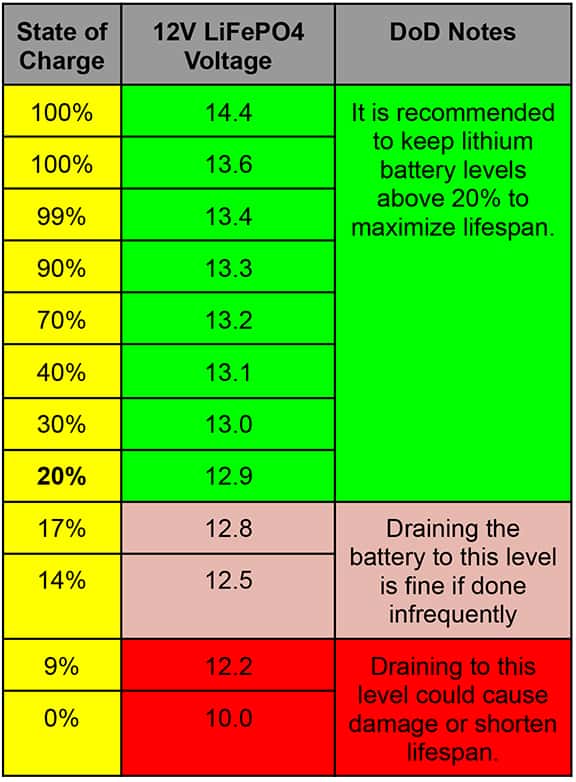 State of Charge 12V LiFePO4 Voltage DoD Notes
100% 14.4 It is recommended
to keep lithium
100% 13.6 battery levels
above 20% to
99% 13.4 maximize lifespan.
90% 13.3
70% 13.2
40% 13.1
30% 13.0
20% 12.9
17% 12.8 Draining the
battery to this level
14% 12.5 is fine if done
infrequently
9% 12.2 Draining to this
level could cause
0% 10.0 damage or shorten
lifespan.